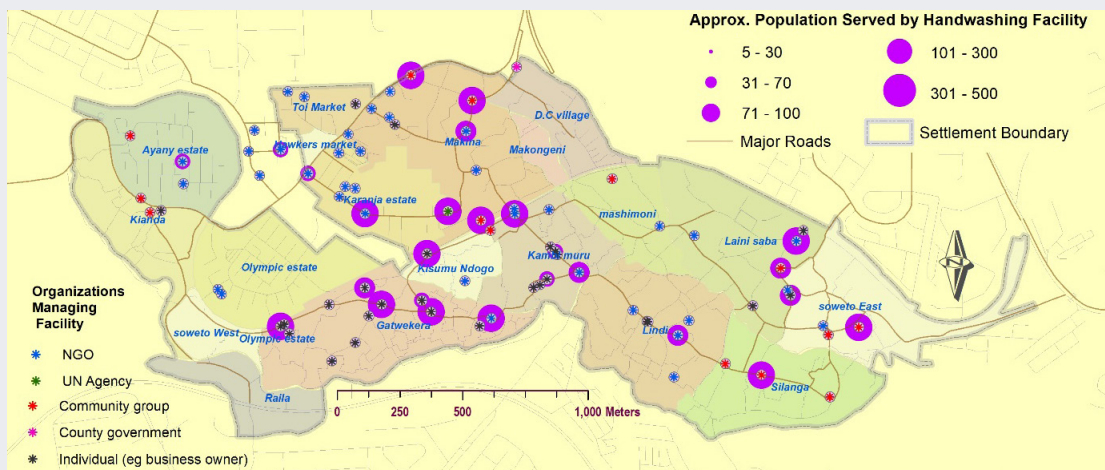 Approx. Population Served by Handwashing Facility
5 - 30
31 - 70
71 - 100
101 - 300
301 - 500
Major Roads
Settlement Boundary
Toi Market
D.C village
Makina
Makongeni
Hawkers market
Ayany estate
Karanja estate
Kianda
mashimoni
Laini saba
Kambi muru
Olympic estate
Kisumu Ndogo
soweto East
soweto West
Olympic estate
Gatwekera
Lindi
Silanga
Raila
N
Organizations
Managing
Facility
NGO
UN Agency
Community group
County government
Individual (eg business owner)
0 250 500 1,000 Meters